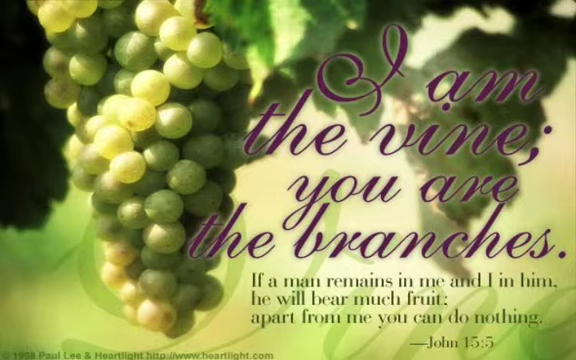 I am
the vine;
you are
the branches.
If a man remains in me and I in him,
he will bear much fruit;
apart from me you can do nothing.
—John 15:5
© 1998 Paul Lee & Heartlight http://www.heartlight.com